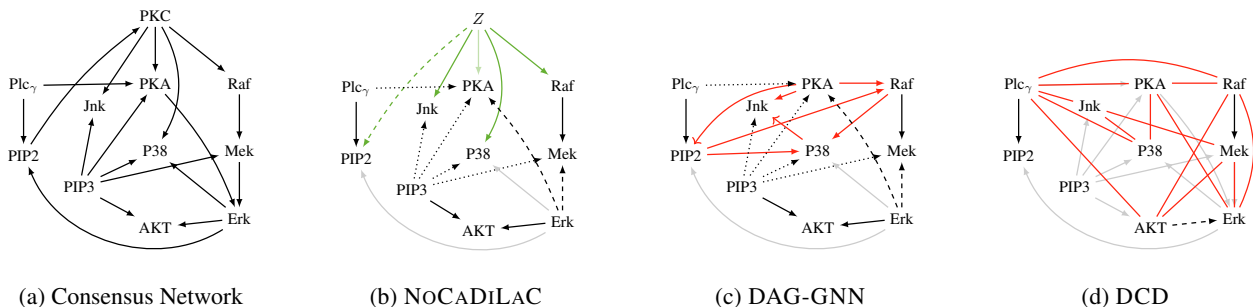 PKC
Plcγ
PKA
Raf
Jnk
PIP2
P38
Mek
PIP3
AKT
Erk
(a) Consensus Network
Z
Plcγ
PKA
Raf
Jnk
PIP2
P38
Mek
PIP3
AKT
Erk
(b) NOCADILAC
Plcγ
PKA
Raf
Jnk
PIP2
P38
Mek
PIP3
AKT
Erk
(c) DAG-GNN
Plcγ
PKA
Raf
Jnk
PIP2
P38
Mek
PIP3
AKT
Erk
(d) DCD